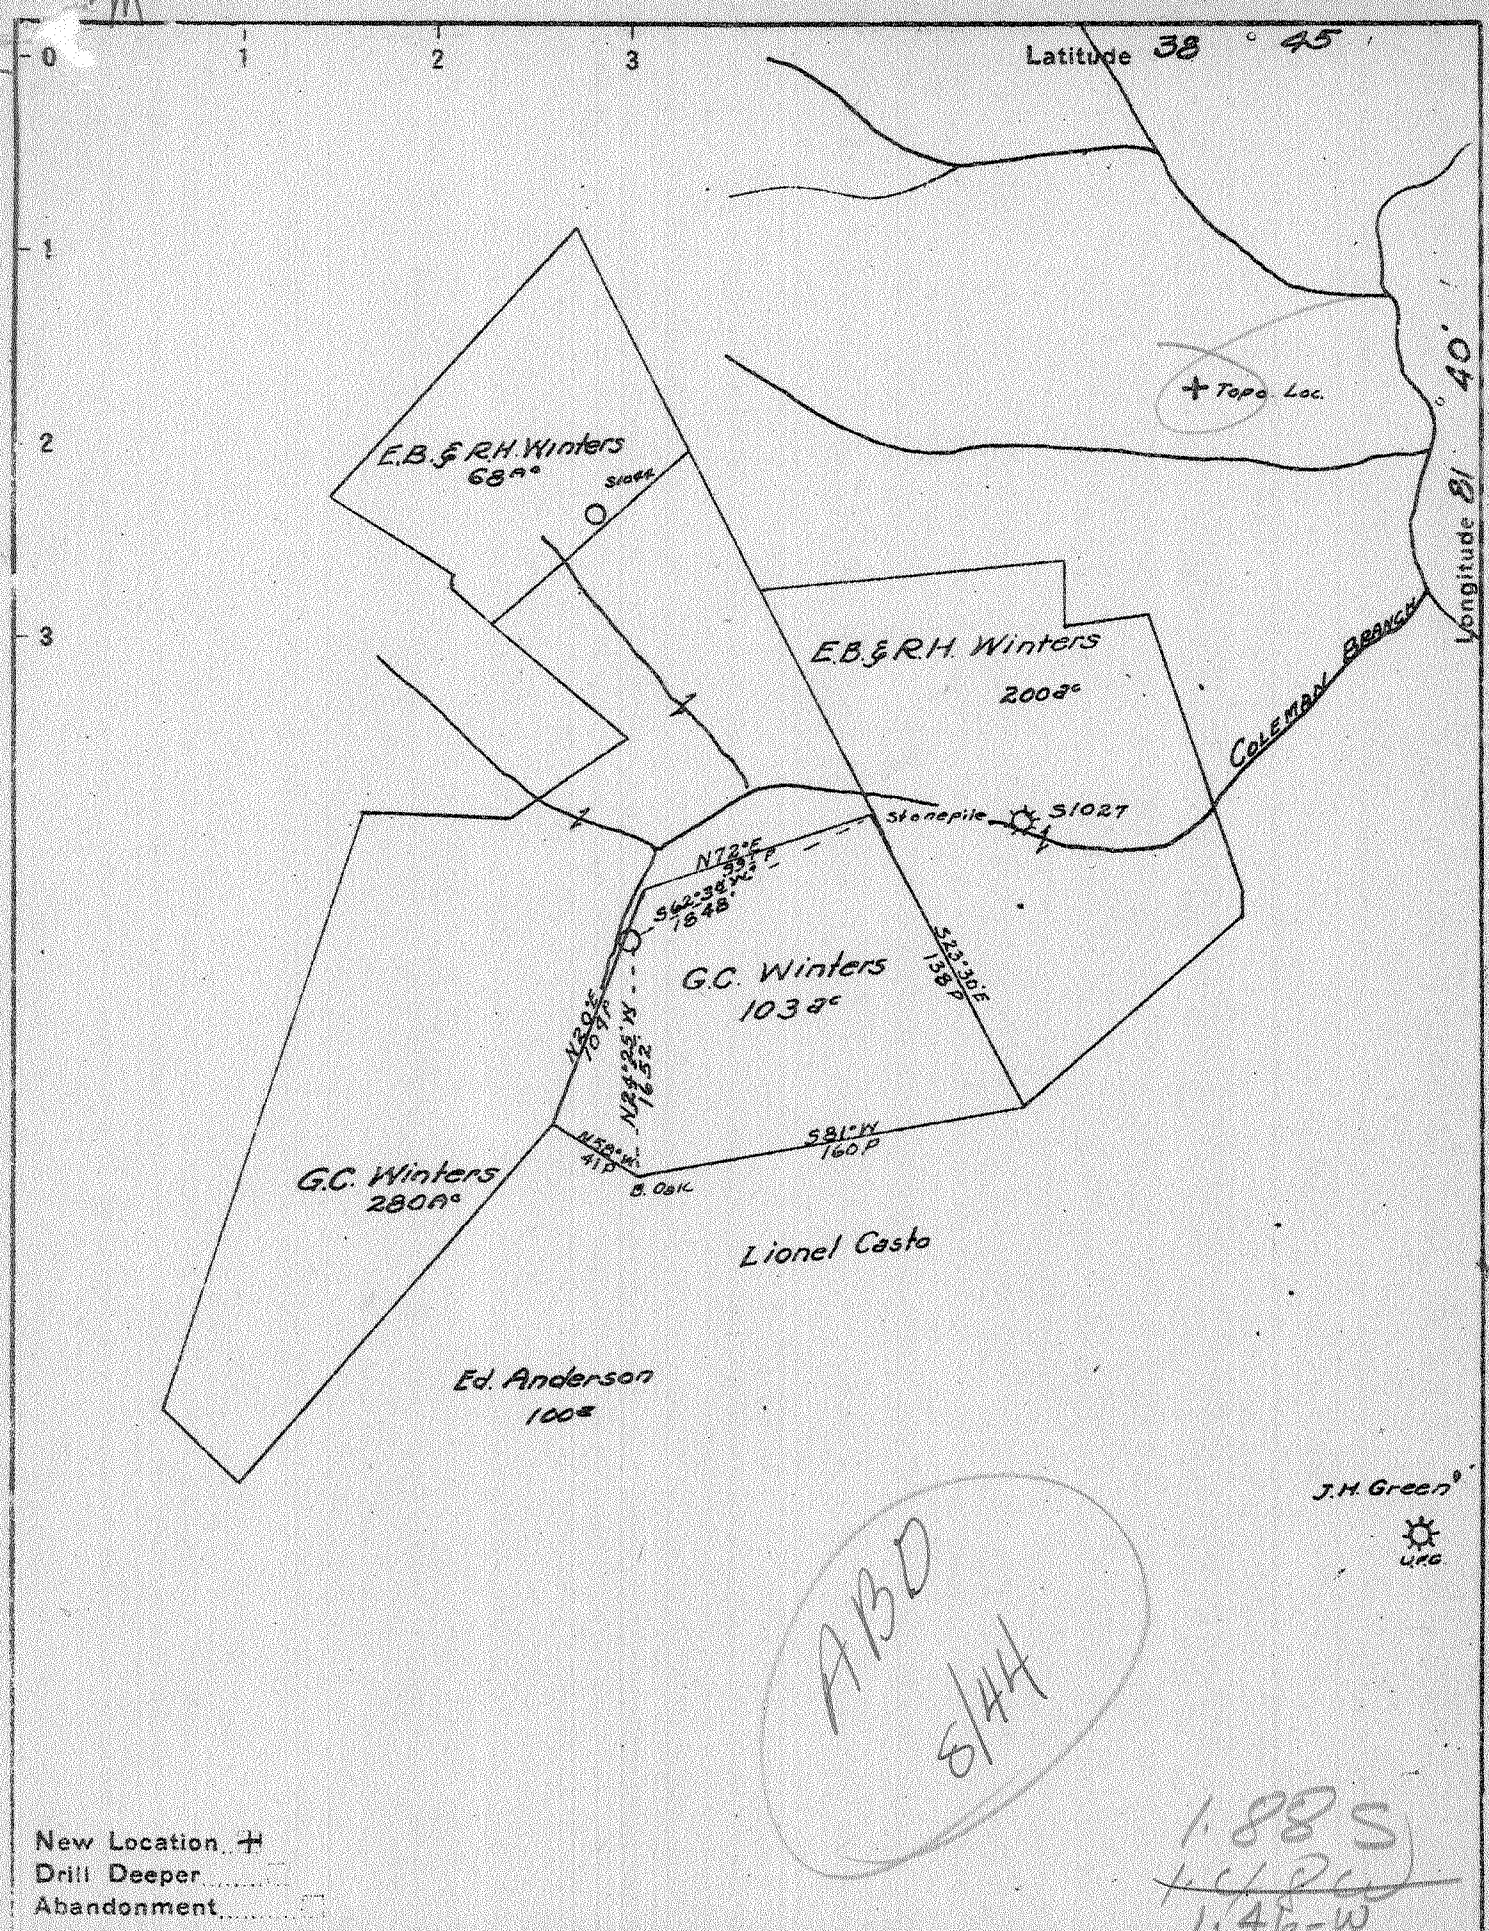 0 1 2 3 Latitude 38° 45'
1
2
3
Longitude 81° 40'
+ Topo. Loc.
E.B. & R.H. Winters
68 Ac
S1044
E.B. & R.H. Winters
200 ac
COLEMAN BRANCH
Stonepile
S1027
N72°E
S62°38'W
1848'
G.C. Winters
103 ac
S23°30'E
138 P
N20°E
109 P
N24°25'W
1652'
N58°W
41 P
S81°W
160 P
B. Oak
G.C. Winters
280 Ac
Lionel Casto
Ed. Anderson
100
J.H. Green
U.F.G.
ABD
8/44
1.88 S
New Location +
Drill Deeper
Abandonment